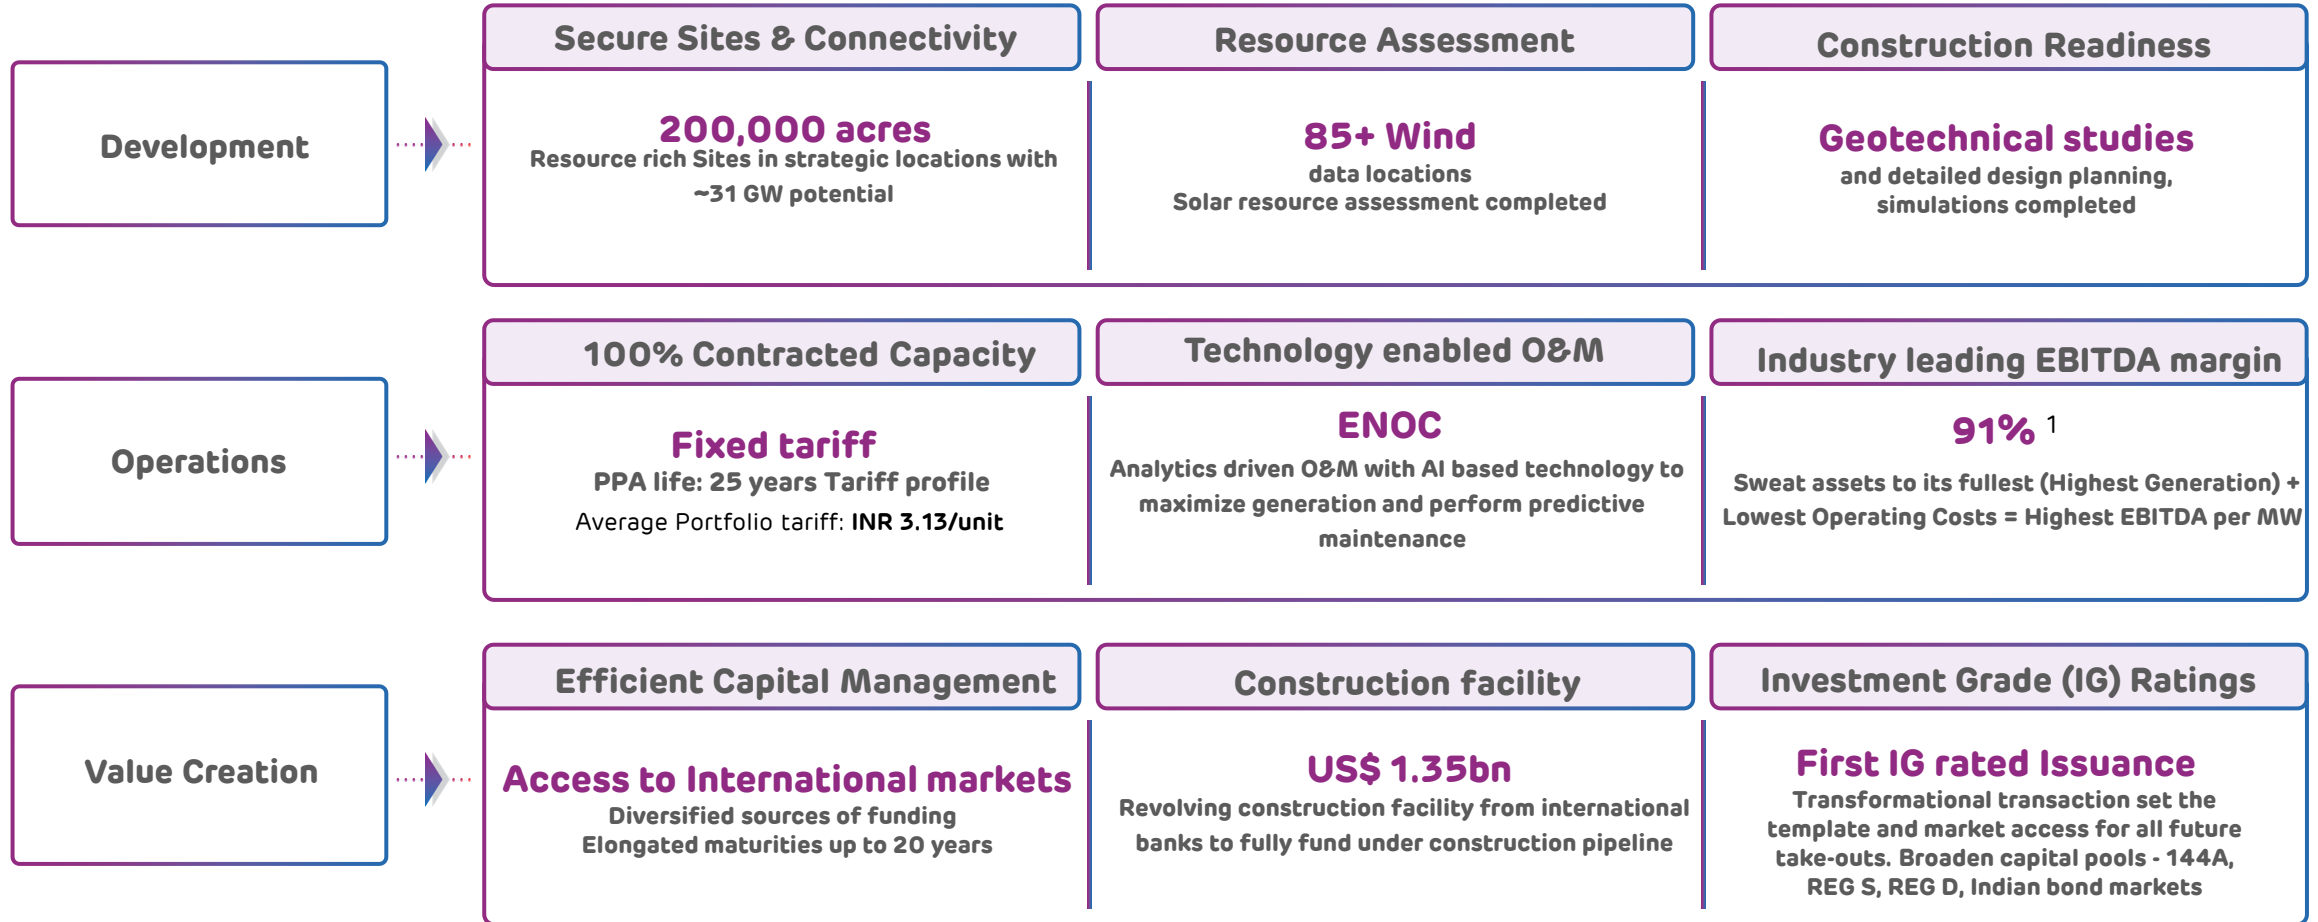 Development
Secure Sites & Connectivity
200,000 acres
Resource rich Sites in strategic locations with
~31 GW potential
Resource Assessment
85+ Wind
data locations
Solar resource assessment completed
Construction Readiness
Geotechnical studies
and detailed design planning,
simulations completed
Operations
100% Contracted Capacity
Fixed tariff
PPA life: 25 years Tariff profile
Average Portfolio tariff: INR 3.13/unit
Technology enabled O&M
ENOC
Analytics driven O&M with AI based technology to
maximize generation and perform predictive
maintenance
Industry leading EBITDA margin
91% 1
Sweat assets to its fullest (Highest Generation) +
Lowest Operating Costs = Highest EBITDA per MW
Value Creation
Efficient Capital Management
Access to International markets
Diversified sources of funding
Elongated maturities up to 20 years
Construction facility
US$ 1.35bn
Revolving construction facility from international
banks to fully fund under construction pipeline
Investment Grade (IG) Ratings
First IG rated Issuance
Transformational transaction set the
template and market access for all future
take-outs. Broaden capital pools - 144A,
REG S, REG D, Indian bond markets